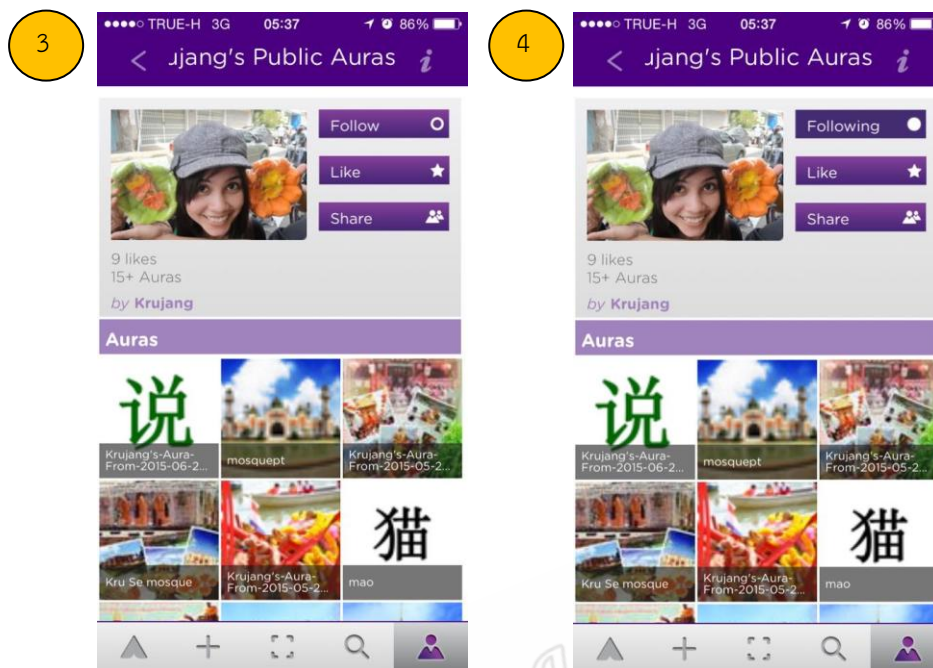 3
TRUE-H 3G 05:37 86%
ujang's Public Auras i
Follow
Like
Share
9 likes
15+ Auras
by Krujang
Auras
说
Krujang's-Aura-
From-2015-06-2...
mosquept
Krujang's-Aura-
From-2015-05-2...
Kru Se mosque
Krujang's-Aura-
From-2015-05-2...
猫
mao
4
TRUE-H 3G 05:37 86%
ujang's Public Auras i
Following
Like
Share
9 likes
15+ Auras
by Krujang
Auras
说
Krujang's-Aura-
From-2015-06-2...
mosquept
Krujang's-Aura-
From-2015-05-2...
Kru Se mosque
Krujang's-Aura-
From-2015-05-2...
猫
mao